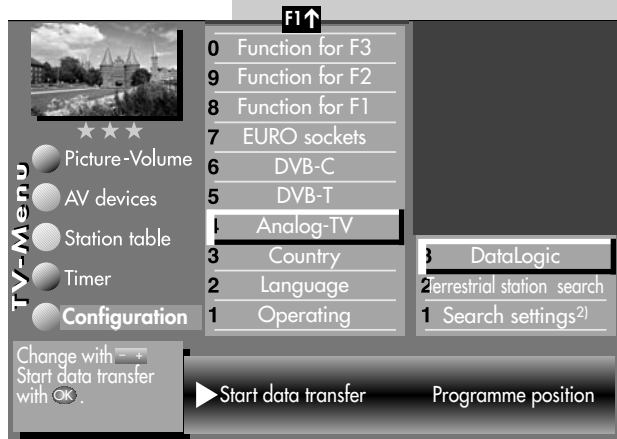 F1↑
0 Function for F3
9 Function for F2
8 Function for F1
7 EURO sockets
6 DVB-C
5 DVB-T
Analog-TV
3 Country
2 Language
1 Operating
TV-Menu
Picture-Volume
AV devices
Station table
Timer
Configuration
3 DataLogic
2 Terrestrial station search
1 Search settings2)
Change with - +
Start data transfer
with OK .
Start data transfer Programme position